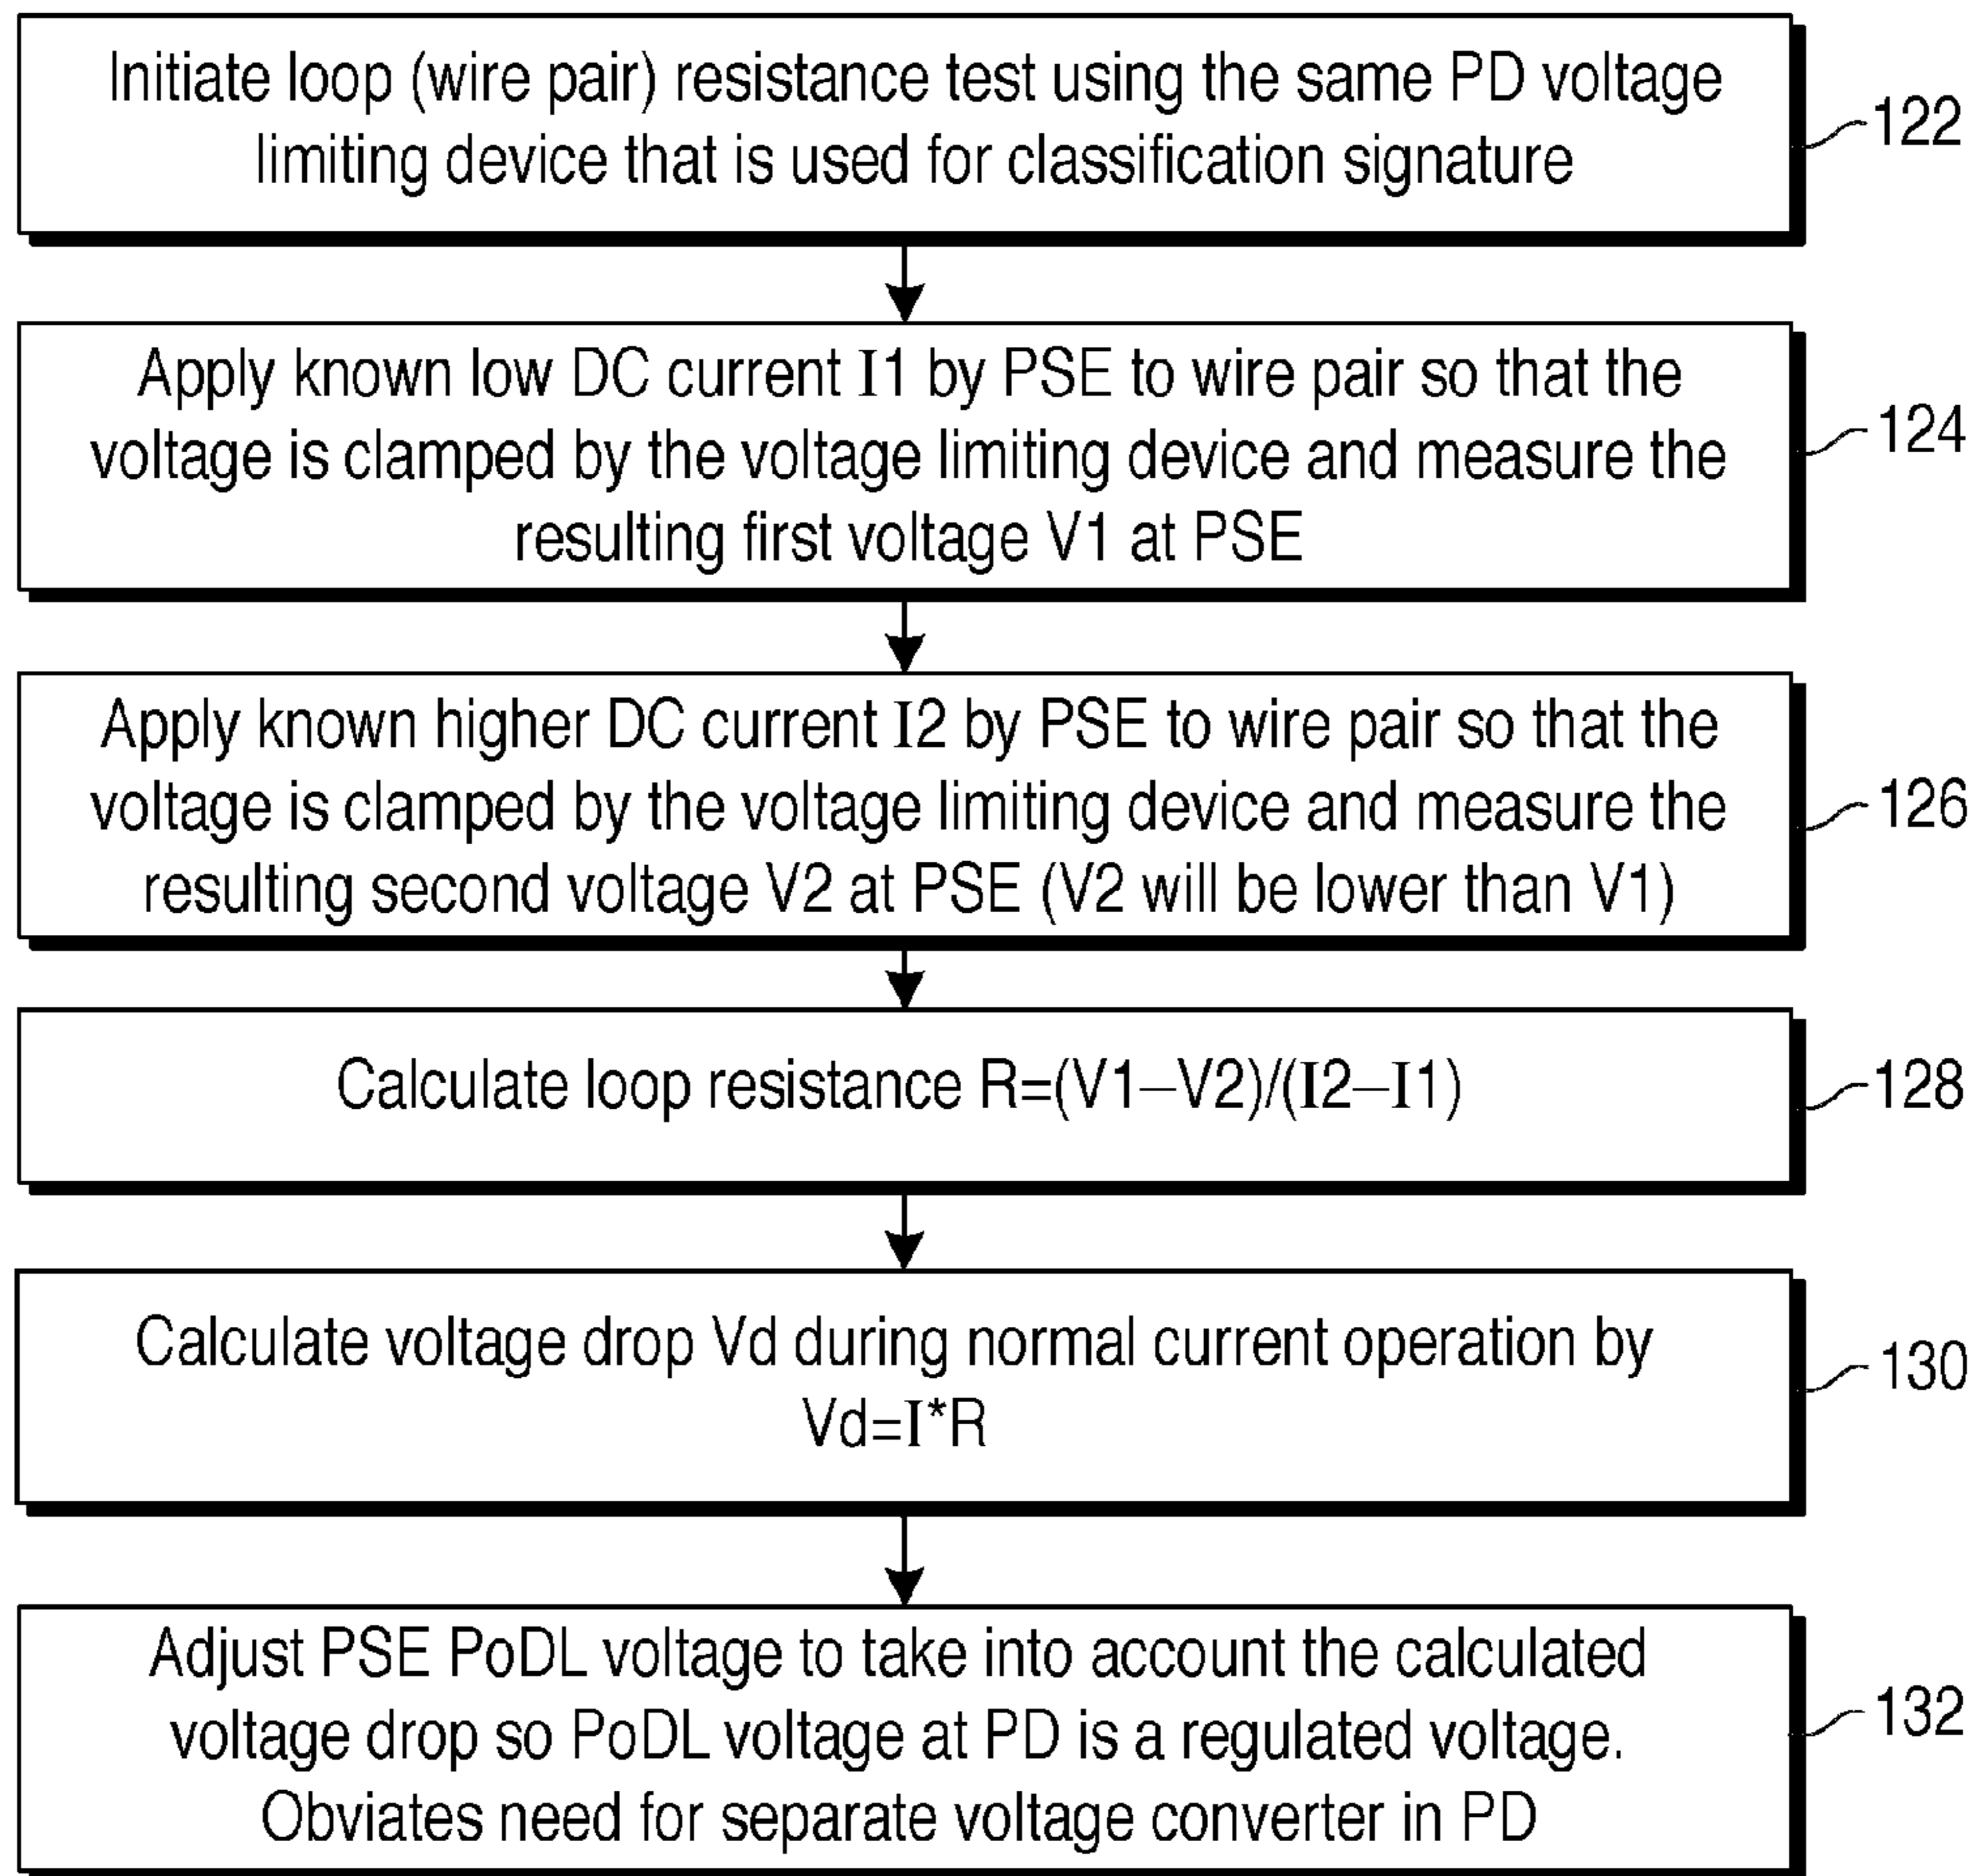 Initiate loop (wire pair) resistance test using the same PD voltage
limiting device that is used for classification signature
122
Apply known low DC current I1 by PSE to wire pair so that the
voltage is clamped by the voltage limiting device and measure the
resulting first voltage V1 at PSE
124
Apply known higher DC current I2 by PSE to wire pair so that the
voltage is clamped by the voltage limiting device and measure the
resulting second voltage V2 at PSE (V2 will be lower than V1)
126
Calculate loop resistance R=(V1–V2)/(I2–I1)
128
Calculate voltage drop Vd during normal current operation by
Vd=I*R
130
Adjust PSE PoDL voltage to take into account the calculated
voltage drop so PoDL voltage at PD is a regulated voltage.
Obviates need for separate voltage converter in PD
132